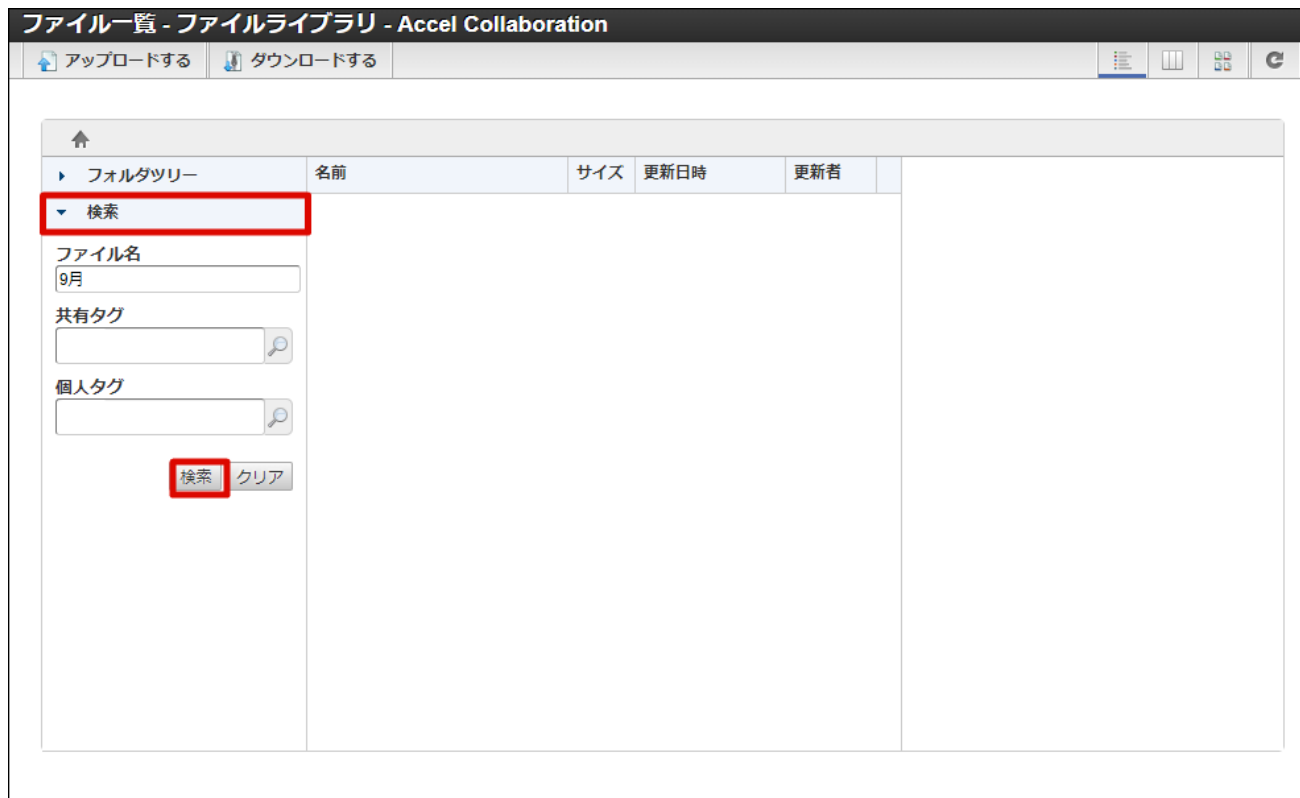 ファイル一覧 - ファイルライブラリ - Accel Collaboration
アップロードする ダウンロードする
フォルダツリー 名前 サイズ 更新日時 更新者
検索
ファイル名
9月
共有タグ
個人タグ
検索 クリア